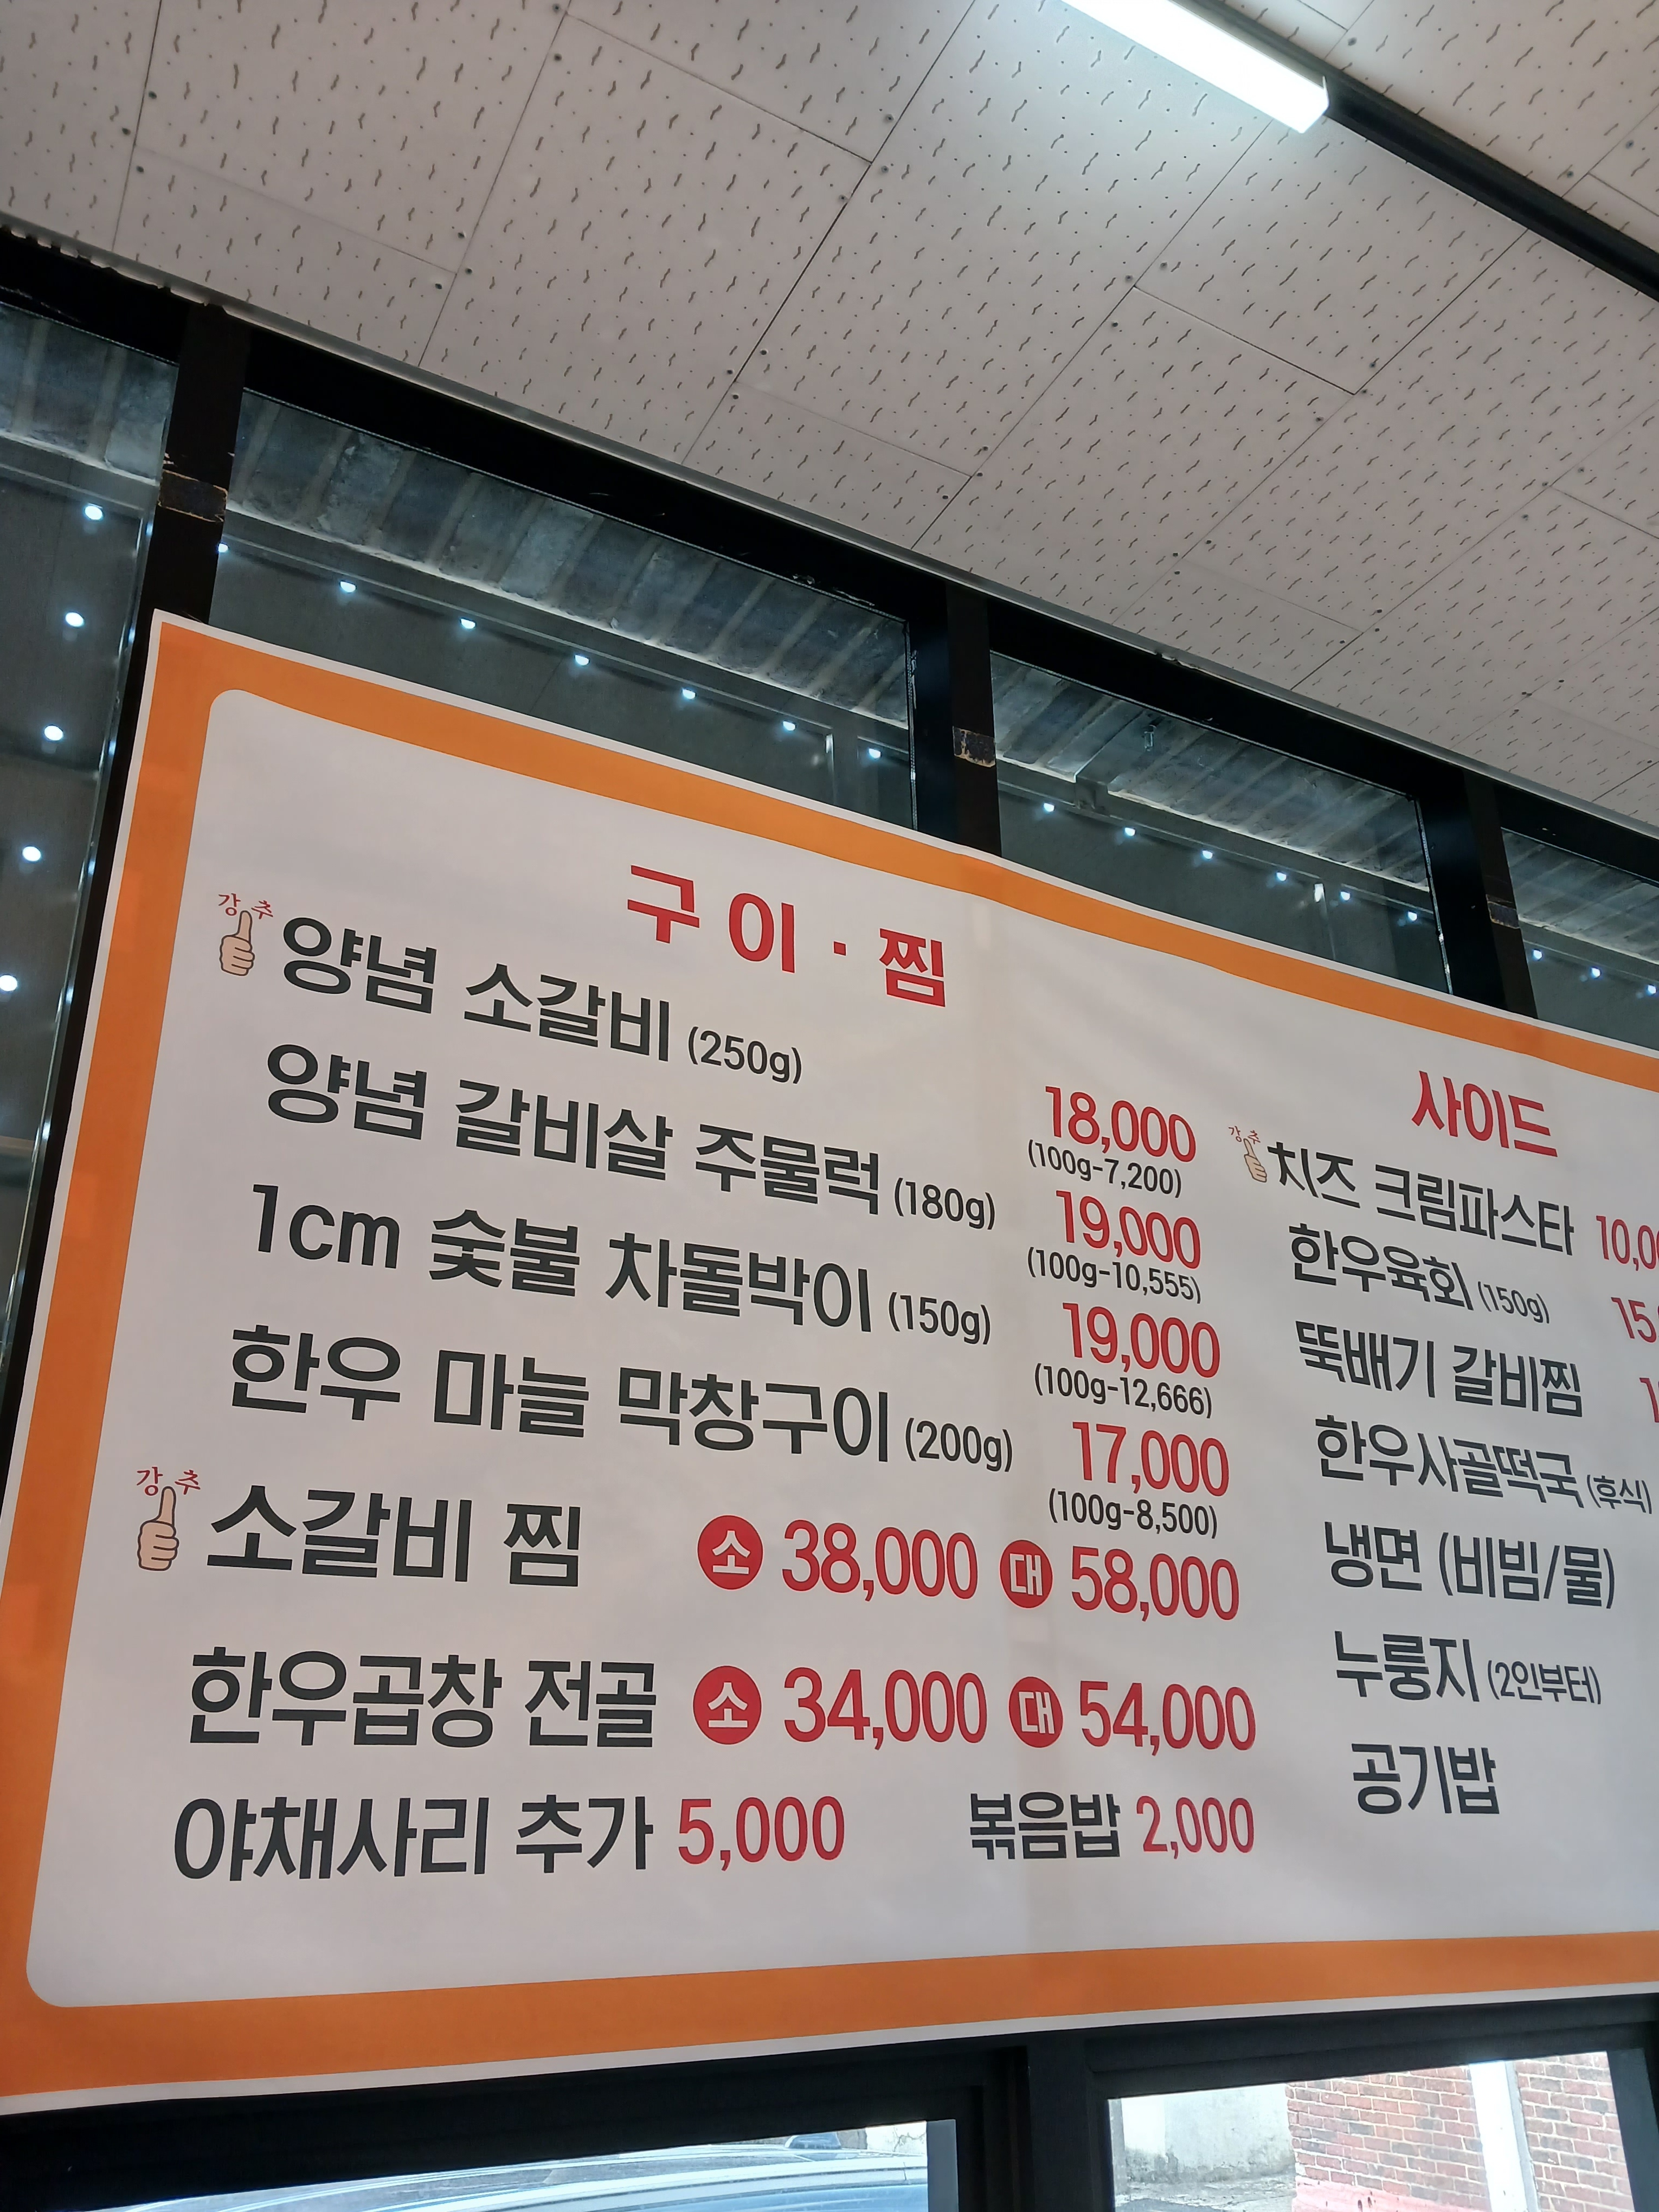 구이·찜
강추
양념 소갈비 (250g) 18,000
(100g-7,200)
양념 갈비살 주물럭 (180g) 19,000
(100g-10,555)
1cm 숯불 차돌박이 (150g) 19,000
(100g-12,666)
한우 마늘 막창구이 (200g) 17,000
(100g-8,500)
강추
소갈비 찜 소 38,000 대 58,000
한우곱창 전골 소 34,000 대 54,000
야채사리 추가 5,000 볶음밥 2,000
사이드
강추
치즈 크림파스타
한우육회 (150g)
뚝배기 갈비찜
한우사골떡국 (후식)
냉면 (비빔/물)
누룽지 (2인부터)
공기밥